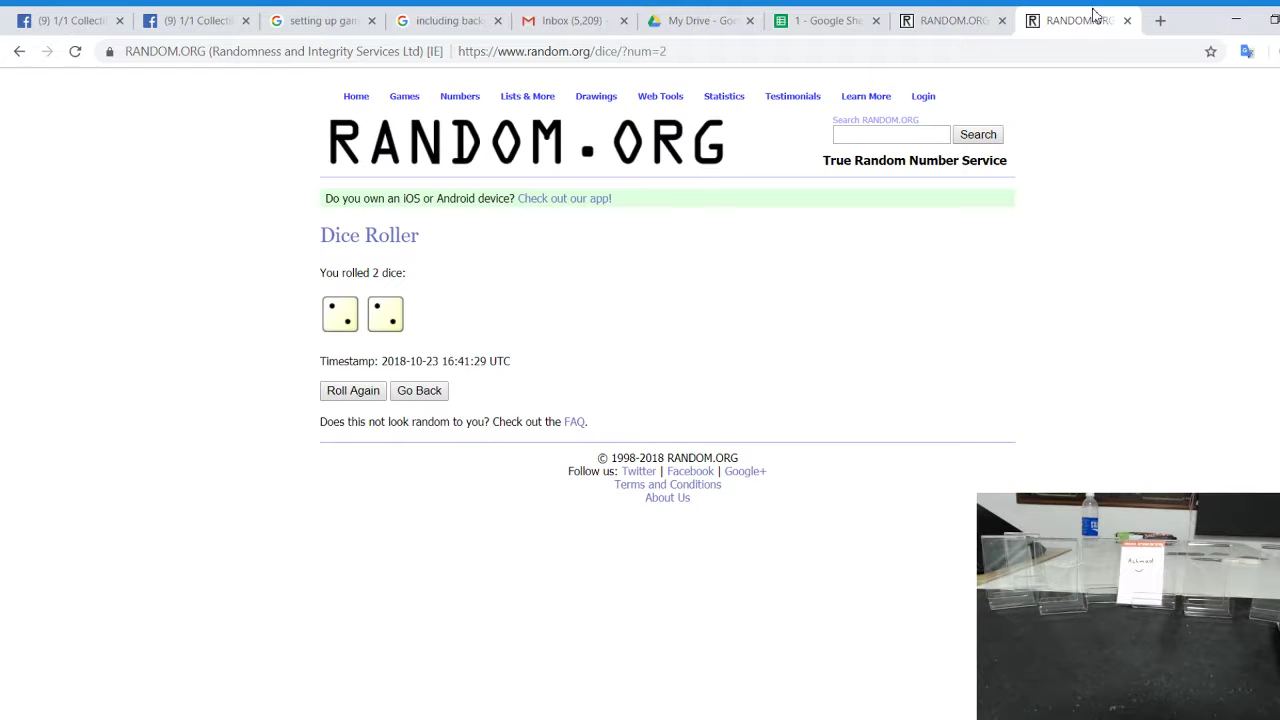 (9) 1/1 Collecti
(9) 1/1 Collecti
setting up gam
including back
Inbox (5,209)
My Drive - Goo
1 - Google She
RANDOM.ORG
RANDOM.ORG
RANDOM.ORG (Randomness and Integrity Services Ltd) [IE]
https://www.random.org/dice/?num=2
Home Games Numbers Lists & More Drawings Web Tools Statistics Testimonials Learn More Login
RANDOM.ORG
Search RANDOM.ORG
Search
True Random Number Service
Do you own an iOS or Android device? Check out our app!
Dice Roller
You rolled 2 dice:
Timestamp: 2018-10-23 16:41:29 UTC
Roll Again Go Back
Does this not look random to you? Check out the FAQ.
© 1998-2018 RANDOM.ORG
Follow us: Twitter | Facebook | Google+
Terms and Conditions
About Us